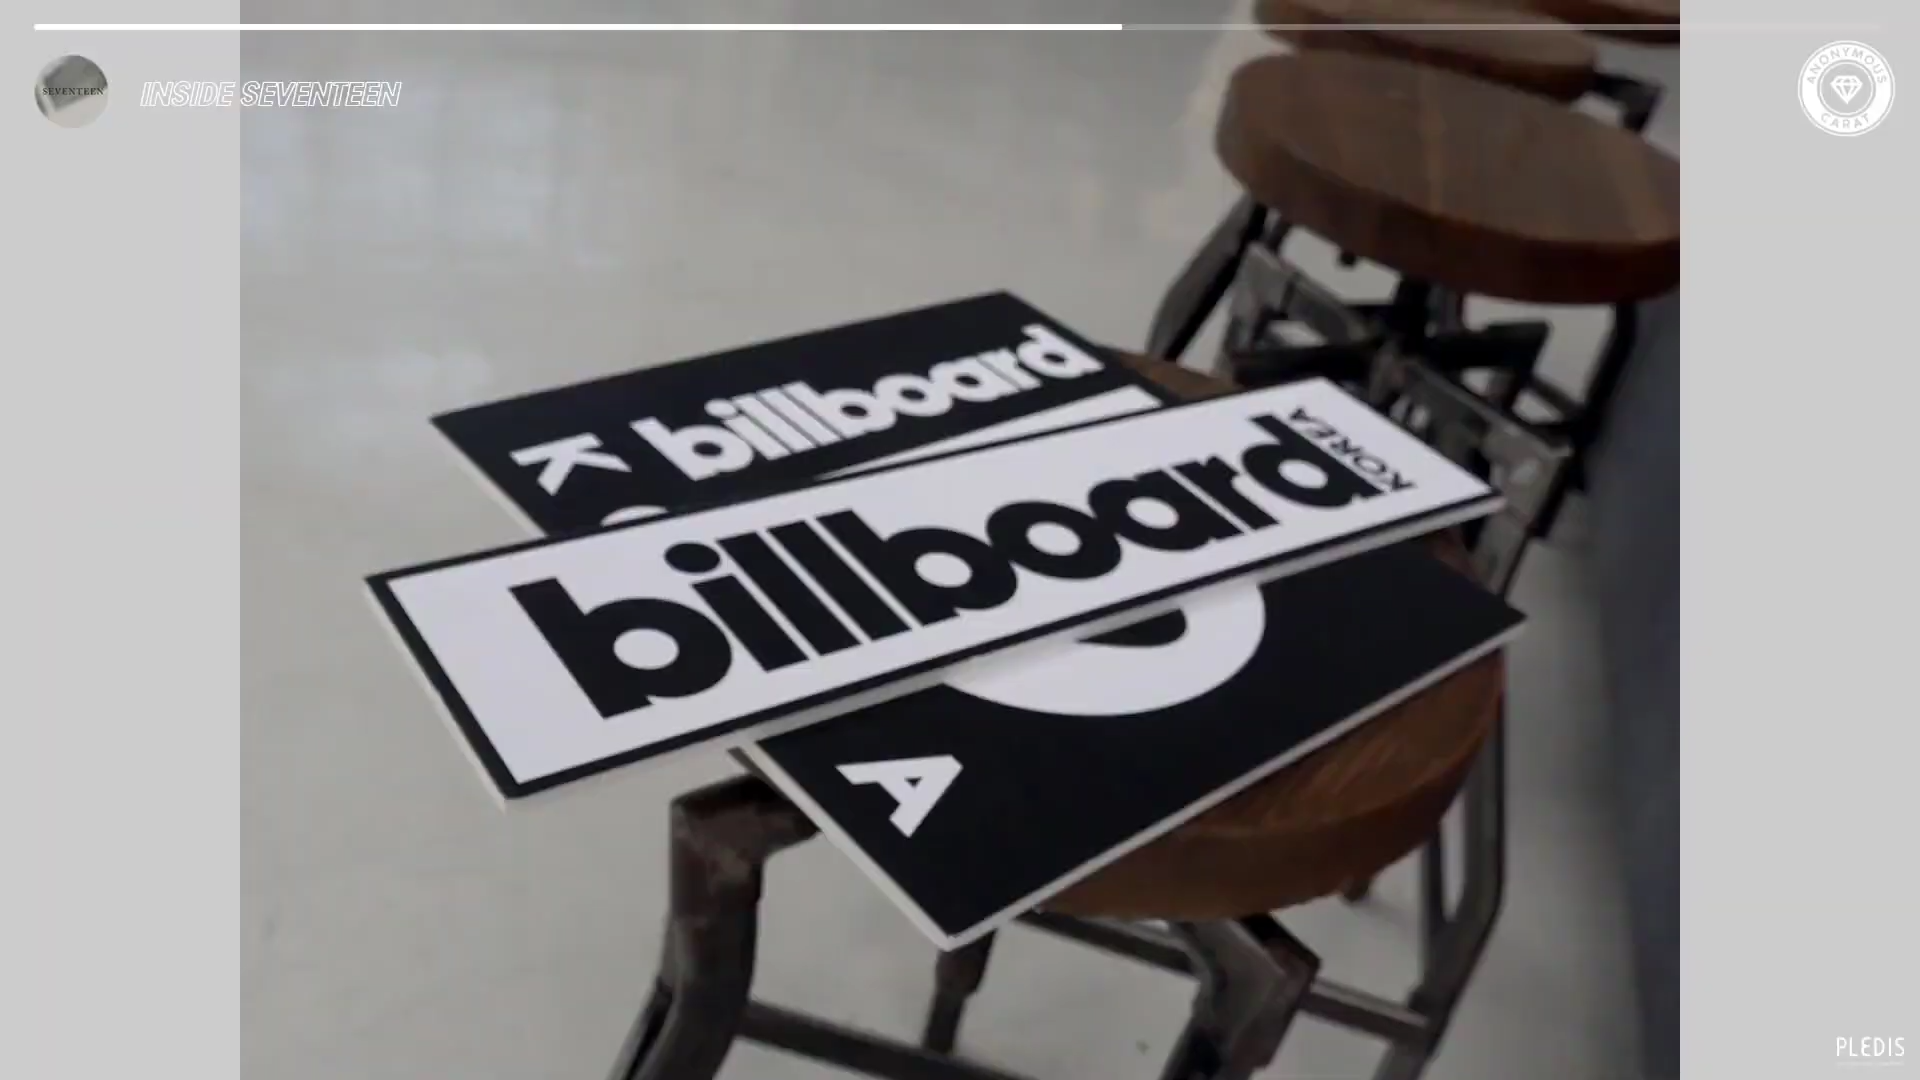 SEVENTEEN
INSIDE SEVENTEEN
ANONYMOUS
CARAT
K billboard
billboard
KOREA
A
PLEDIS